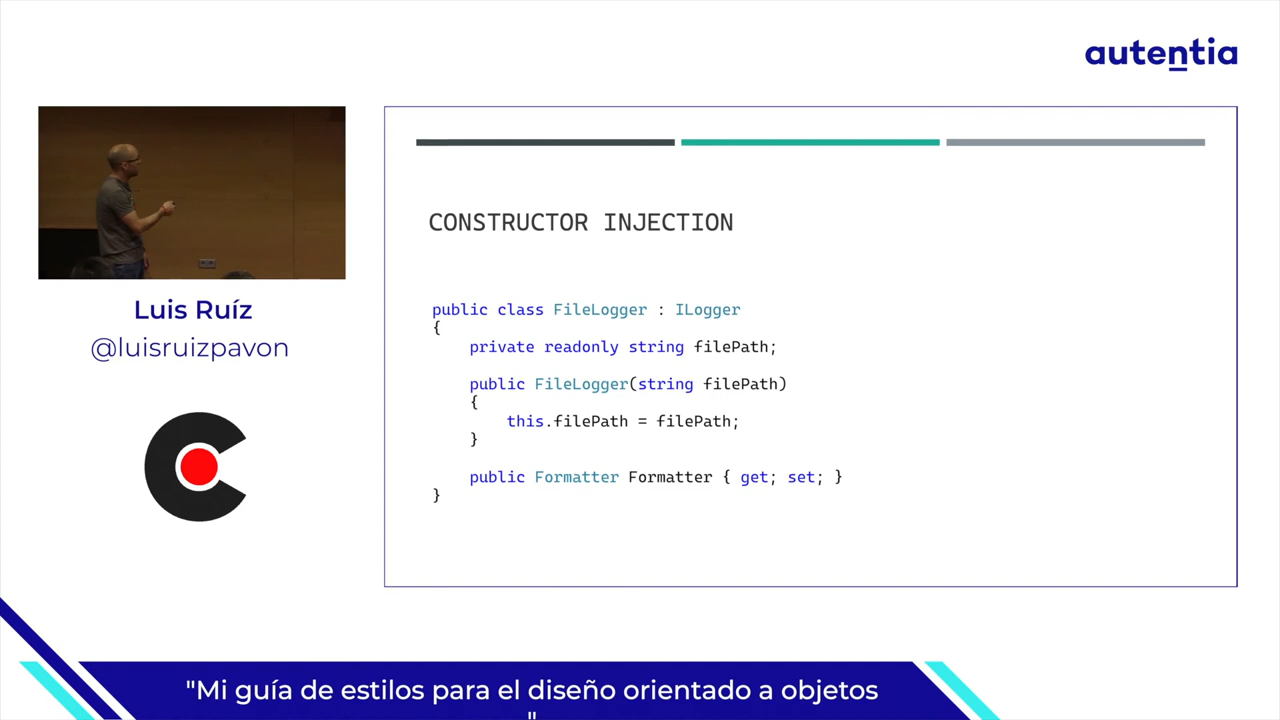 autentia
CONSTRUCTOR INJECTION
public class FileLogger : ILogger
{
private readonly string filePath;
public FileLogger(string filePath)
{
this.filePath = filePath;
}
public Formatter Formatter { get; set; }
}
Luis Ruíz
@luisruizpavon
"Mi guía de estilos para el diseño orientado a objetos
"